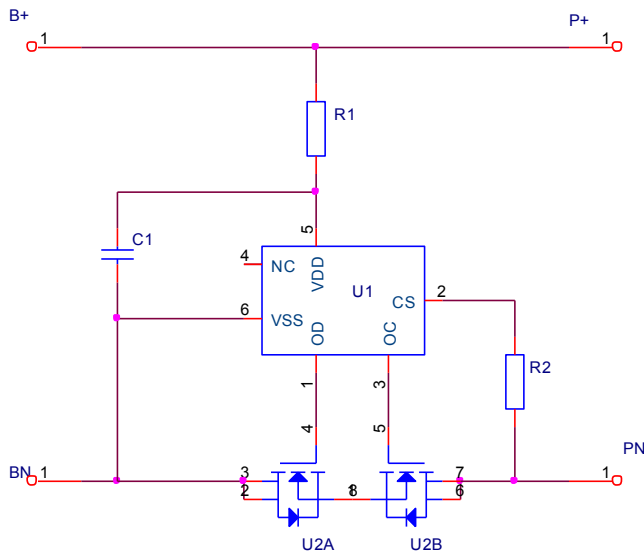 B+ P+
1 1
R1
C1
5
4 NC VDD U1
CS 2
6 VSS OD OC
R2
1 3
4 5
BN 1 PN
3 7 1
2 1 8 6
U2A U2B